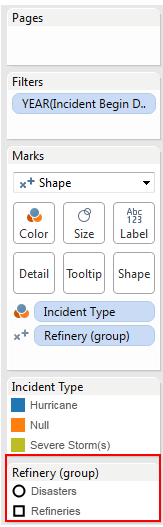 Pages
Filters
YEAR(Incident Begin D..
Marks
Shape
Abc
123
Color
Size
Label
Detail
Tooltip
Shape
Incident Type
Refinery (group)
Incident Type
Hurricane
Null
Severe Storm(s)
Refinery (group)
Disasters
Refineries